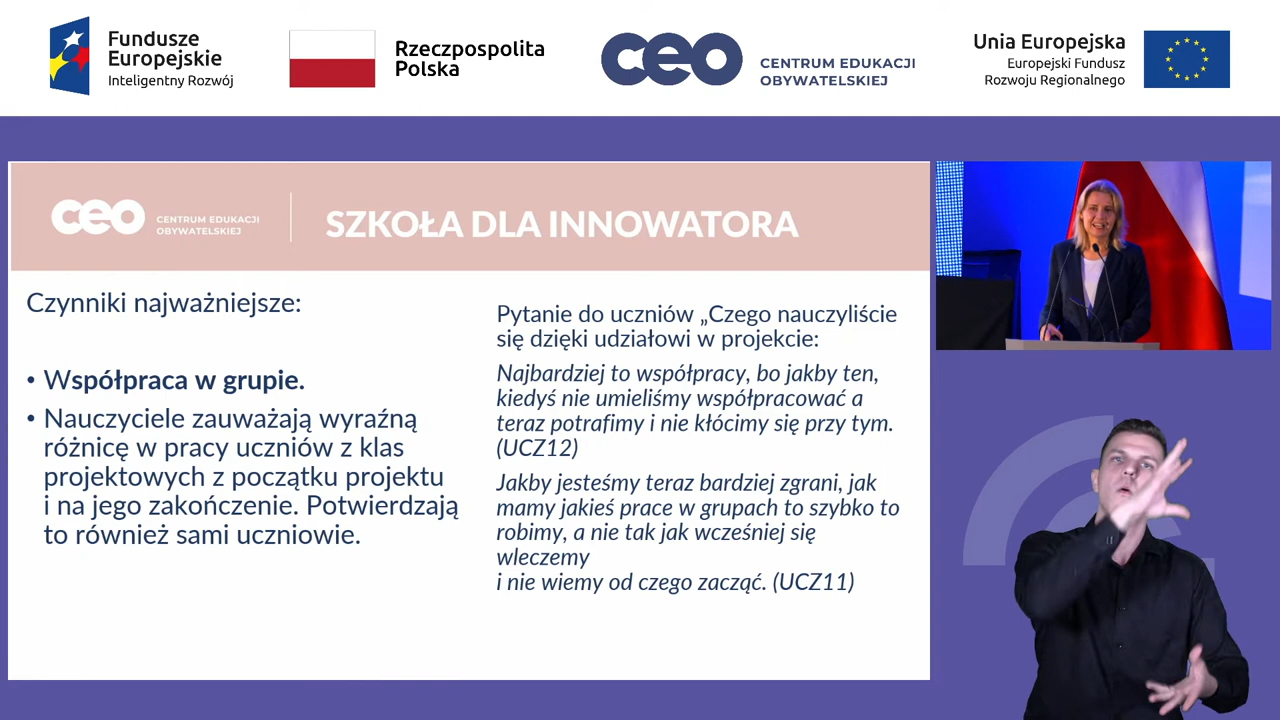 Fundusze
Europejskie
Inteligentny Rozwój
Rzeczpospolita
Polska
ceo
CENTRUM EDUKACJI
OBYWATELSKIEJ
Unia Europejska
Europejski Fundusz
Rozwoju Regionalnego
ceo
CENTRUM EDUKACJI
OBYWATELSKIEJ
SZKOŁA DLA INNOWATORA
Czynniki najważniejsze:
• Współpraca w grupie.
• Nauczyciele zauważają wyraźną
różnicę w pracy uczniów z klas
projektowych z początku projektu
i na jego zakończenie. Potwierdzają
to również sami uczniowie.
Pytanie do uczniów „Czego nauczyliście
się dzięki udziałowi w projekcie:
Najbardziej to współpracy, bo jakby ten,
kiedyś nie umieliśmy współpracować a
teraz potrafimy i nie kłócimy się przy tym.
(UCZ12)
Jakby jesteśmy teraz bardziej zgrani, jak
mamy jakieś prace w grupach to szybko to
robimy, a nie tak jak wcześniej się
wleczemy
i nie wiemy od czego zacząć. (UCZ11)